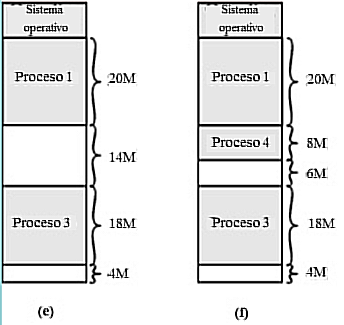 Sistema
operativo
Proceso 1
20M
14M
Proceso 3
18M
4M
(e)
Sistema
operativo
Proceso 1
20M
Proceso 4
8M
6M
Proceso 3
18M
4M
(f)